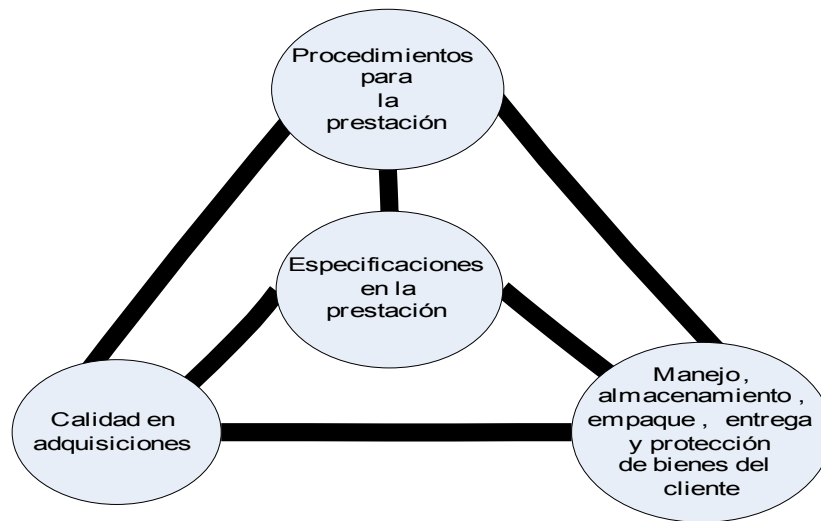 Procedimientos
para
la
prestación
Especificaciones
en la
prestación
Calidad en
adquisiciones
Manejo,
almacenamiento,
empaque, entrega
y protección
de bienes del
cliente